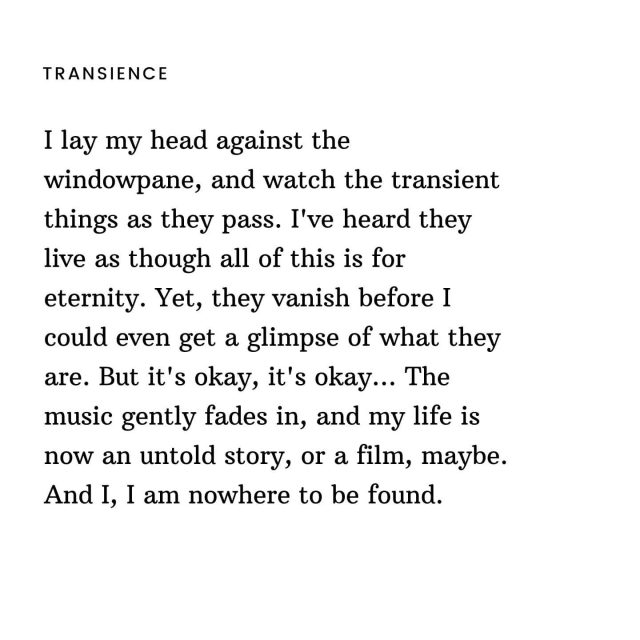 TRANSIENCE
I lay my head against the
windowpane, and watch the transient
things as they pass. I've heard they
live as though all of this is for
eternity. Yet, they vanish before I
could even get a glimpse of what they
are. But it's okay, it's okay... The
music gently fades in, and my life is
now an untold story, or a film, maybe.
And I, I am nowhere to be found.